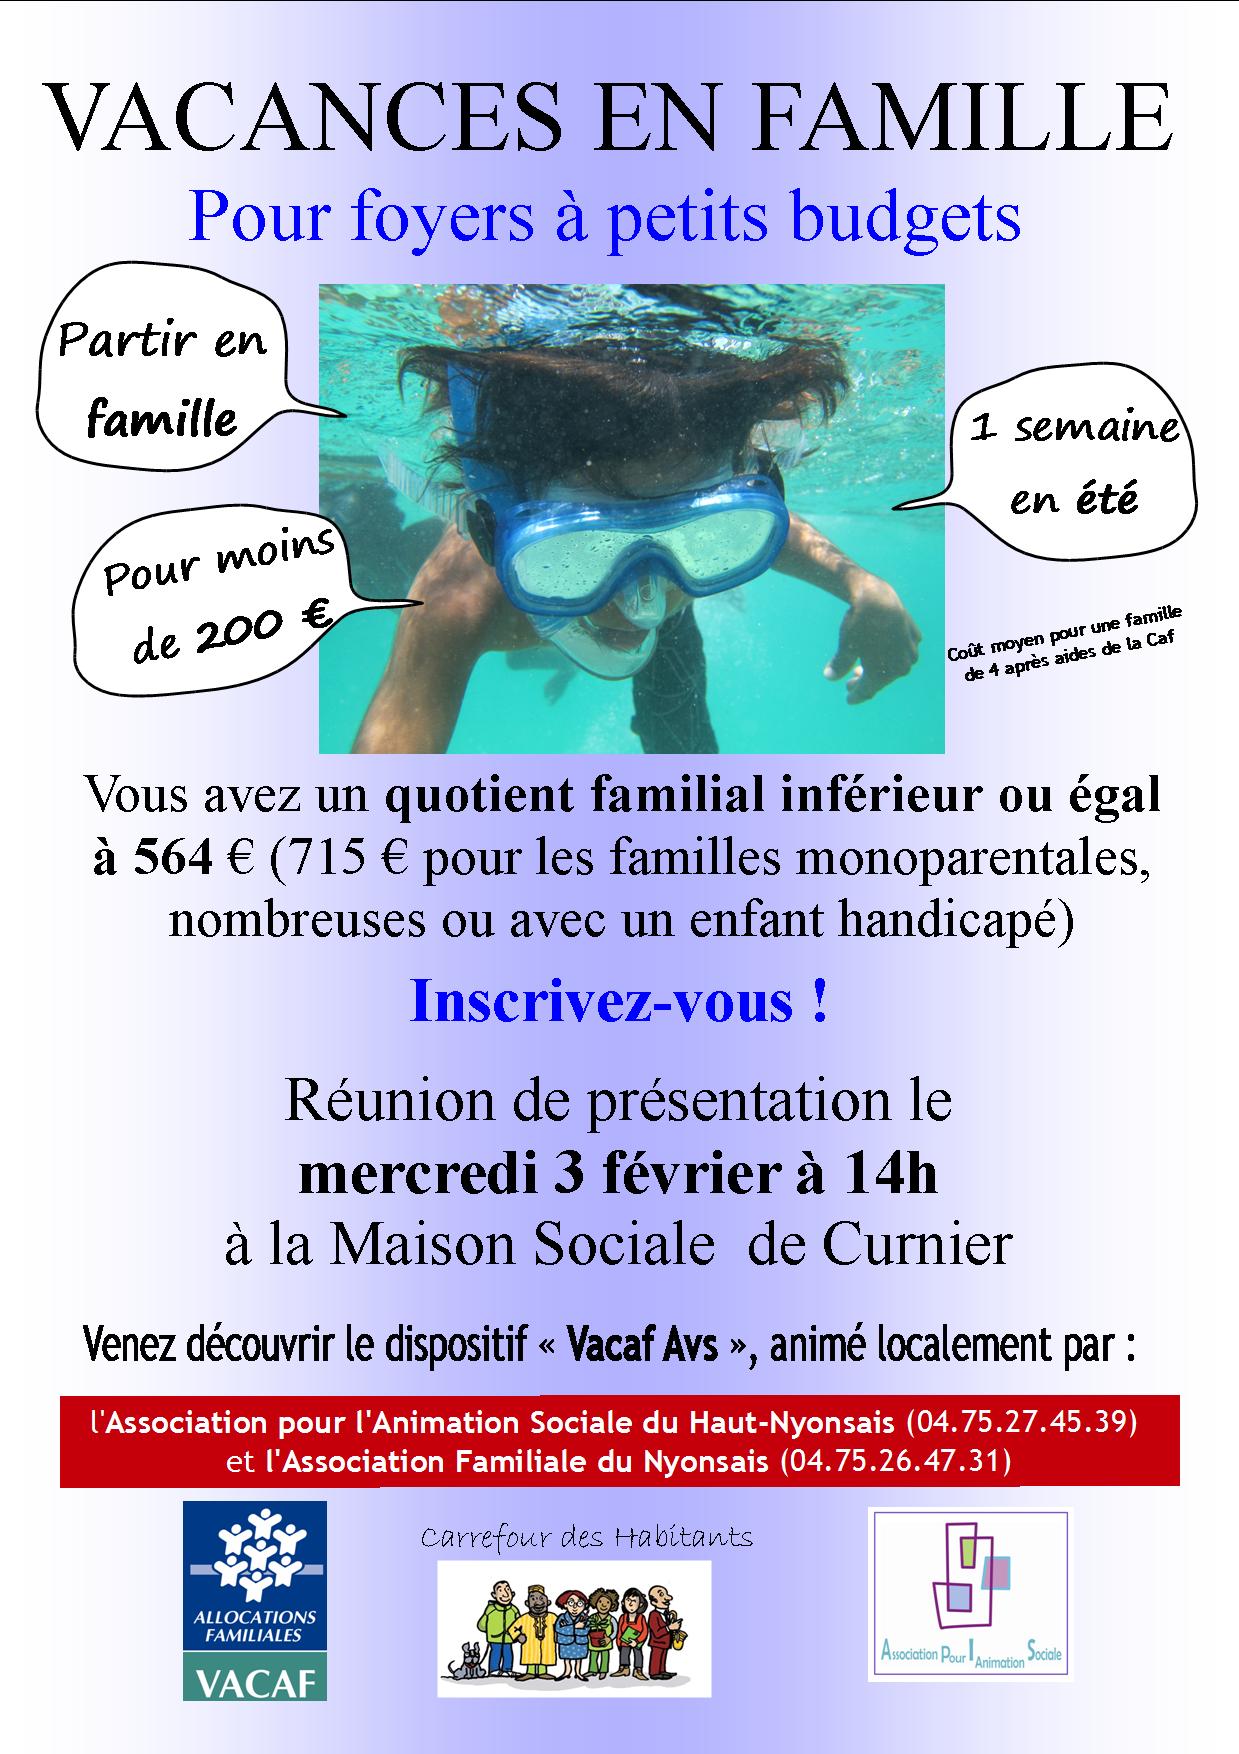 VACANCES EN FAMILLE
Pour foyers à petits budgets
Partir en
famille
1 semaine
en été
Pour moins
de 200 €
Coût moyen pour une famille
de 4 après aides de la Caf
Vous avez un quotient familial inférieur ou égal
à 564 € (715 € pour les familles monoparentales,
nombreuses ou avec un enfant handicapé)
Inscrivez-vous !
Réunion de présentation le
mercredi 3 février à 14h
à la Maison Sociale de Curnier
Venez découvrir le dispositif « Vacaf Avs », animé localement par :
l'Association pour l'Animation Sociale du Haut-Nyonsais (04.75.27.45.39)
et l'Association Familiale du Nyonsais (04.75.26.47.31)
ALLOCATIONS
FAMILIALES
VACAF
Carrefour des Habitants
Association Pour l Animation Sociale